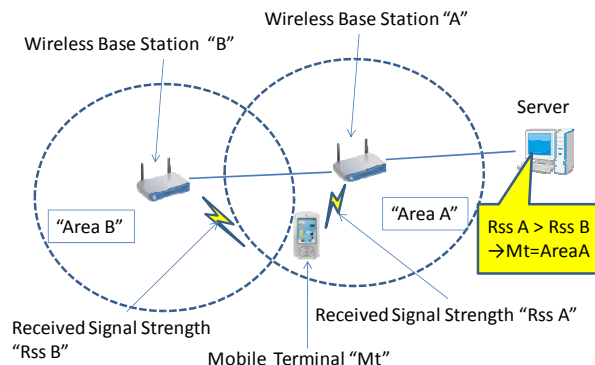 Wireless Base Station “A”
Wireless Base Station “B”
Server
“Area B”
“Area A”
Rss A > Rss B
→Mt=AreaA
Received Signal Strength
“Rss B”
Received Signal Strength “Rss A”
Mobile Terminal “Mt”